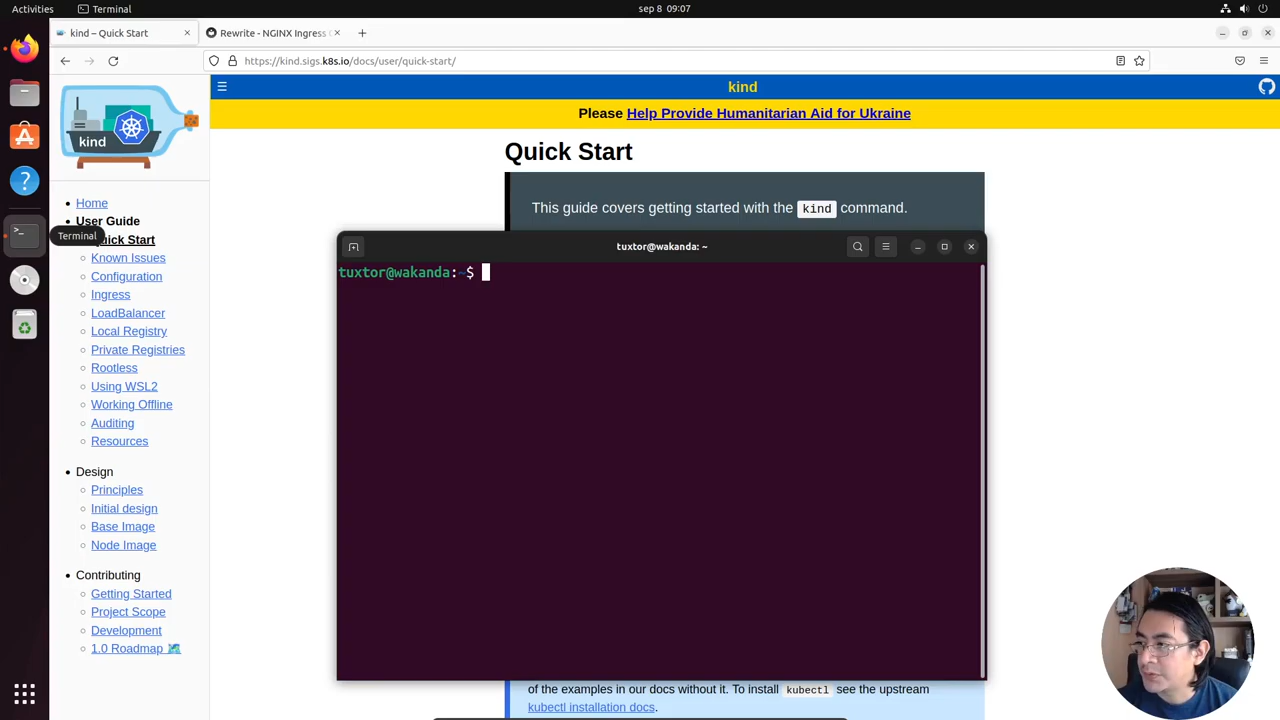 Activities
Terminal
sep 8 09:07
kind – Quick Start
Rewrite - NGINX Ingress C
https://kind.sigs.k8s.io/docs/user/quick-start/
kind
kind
Please Help Provide Humanitarian Aid for Ukraine
Home
User Guide
Quick Start
Terminal
Known Issues
Configuration
Ingress
LoadBalancer
Local Registry
Private Registries
Rootless
Using WSL2
Working Offline
Auditing
Resources
Design
Principles
Initial design
Base Image
Node Image
Contributing
Getting Started
Project Scope
Development
1.0 Roadmap 🗺️
Quick Start
This guide covers getting started with the kind command.
tuxtor@wakanda: ~
tuxtor@wakanda:~$
of the examples in our docs without it. To install kubectl see the upstream
kubectl installation docs.